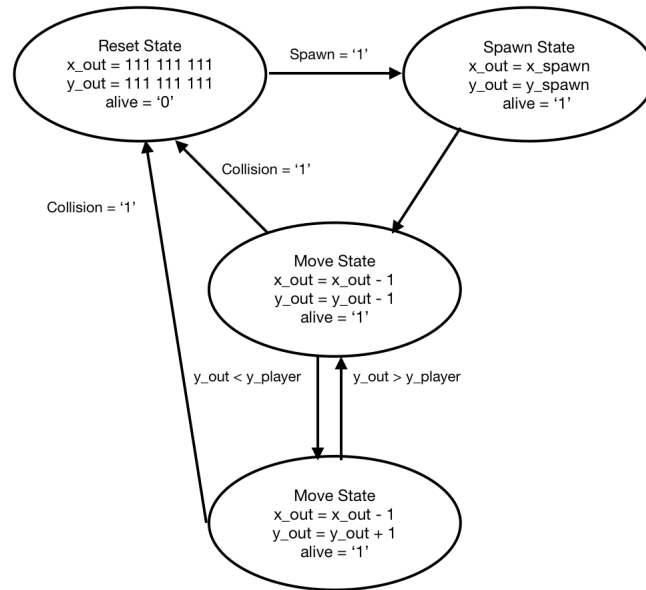 Reset State
x_out = 111 111 111
y_out = 111 111 111
alive = ‘0’
Spawn = ‘1’
Spawn State
x_out = x_spawn
y_out = y_spawn
alive = ‘1’
Collision = ‘1’
Collision = ‘1’
Move State
x_out = x_out - 1
y_out = y_out - 1
alive = ‘1’
y_out < y_player
y_out > y_player
Move State
x_out = x_out - 1
y_out = y_out + 1
alive = ‘1’